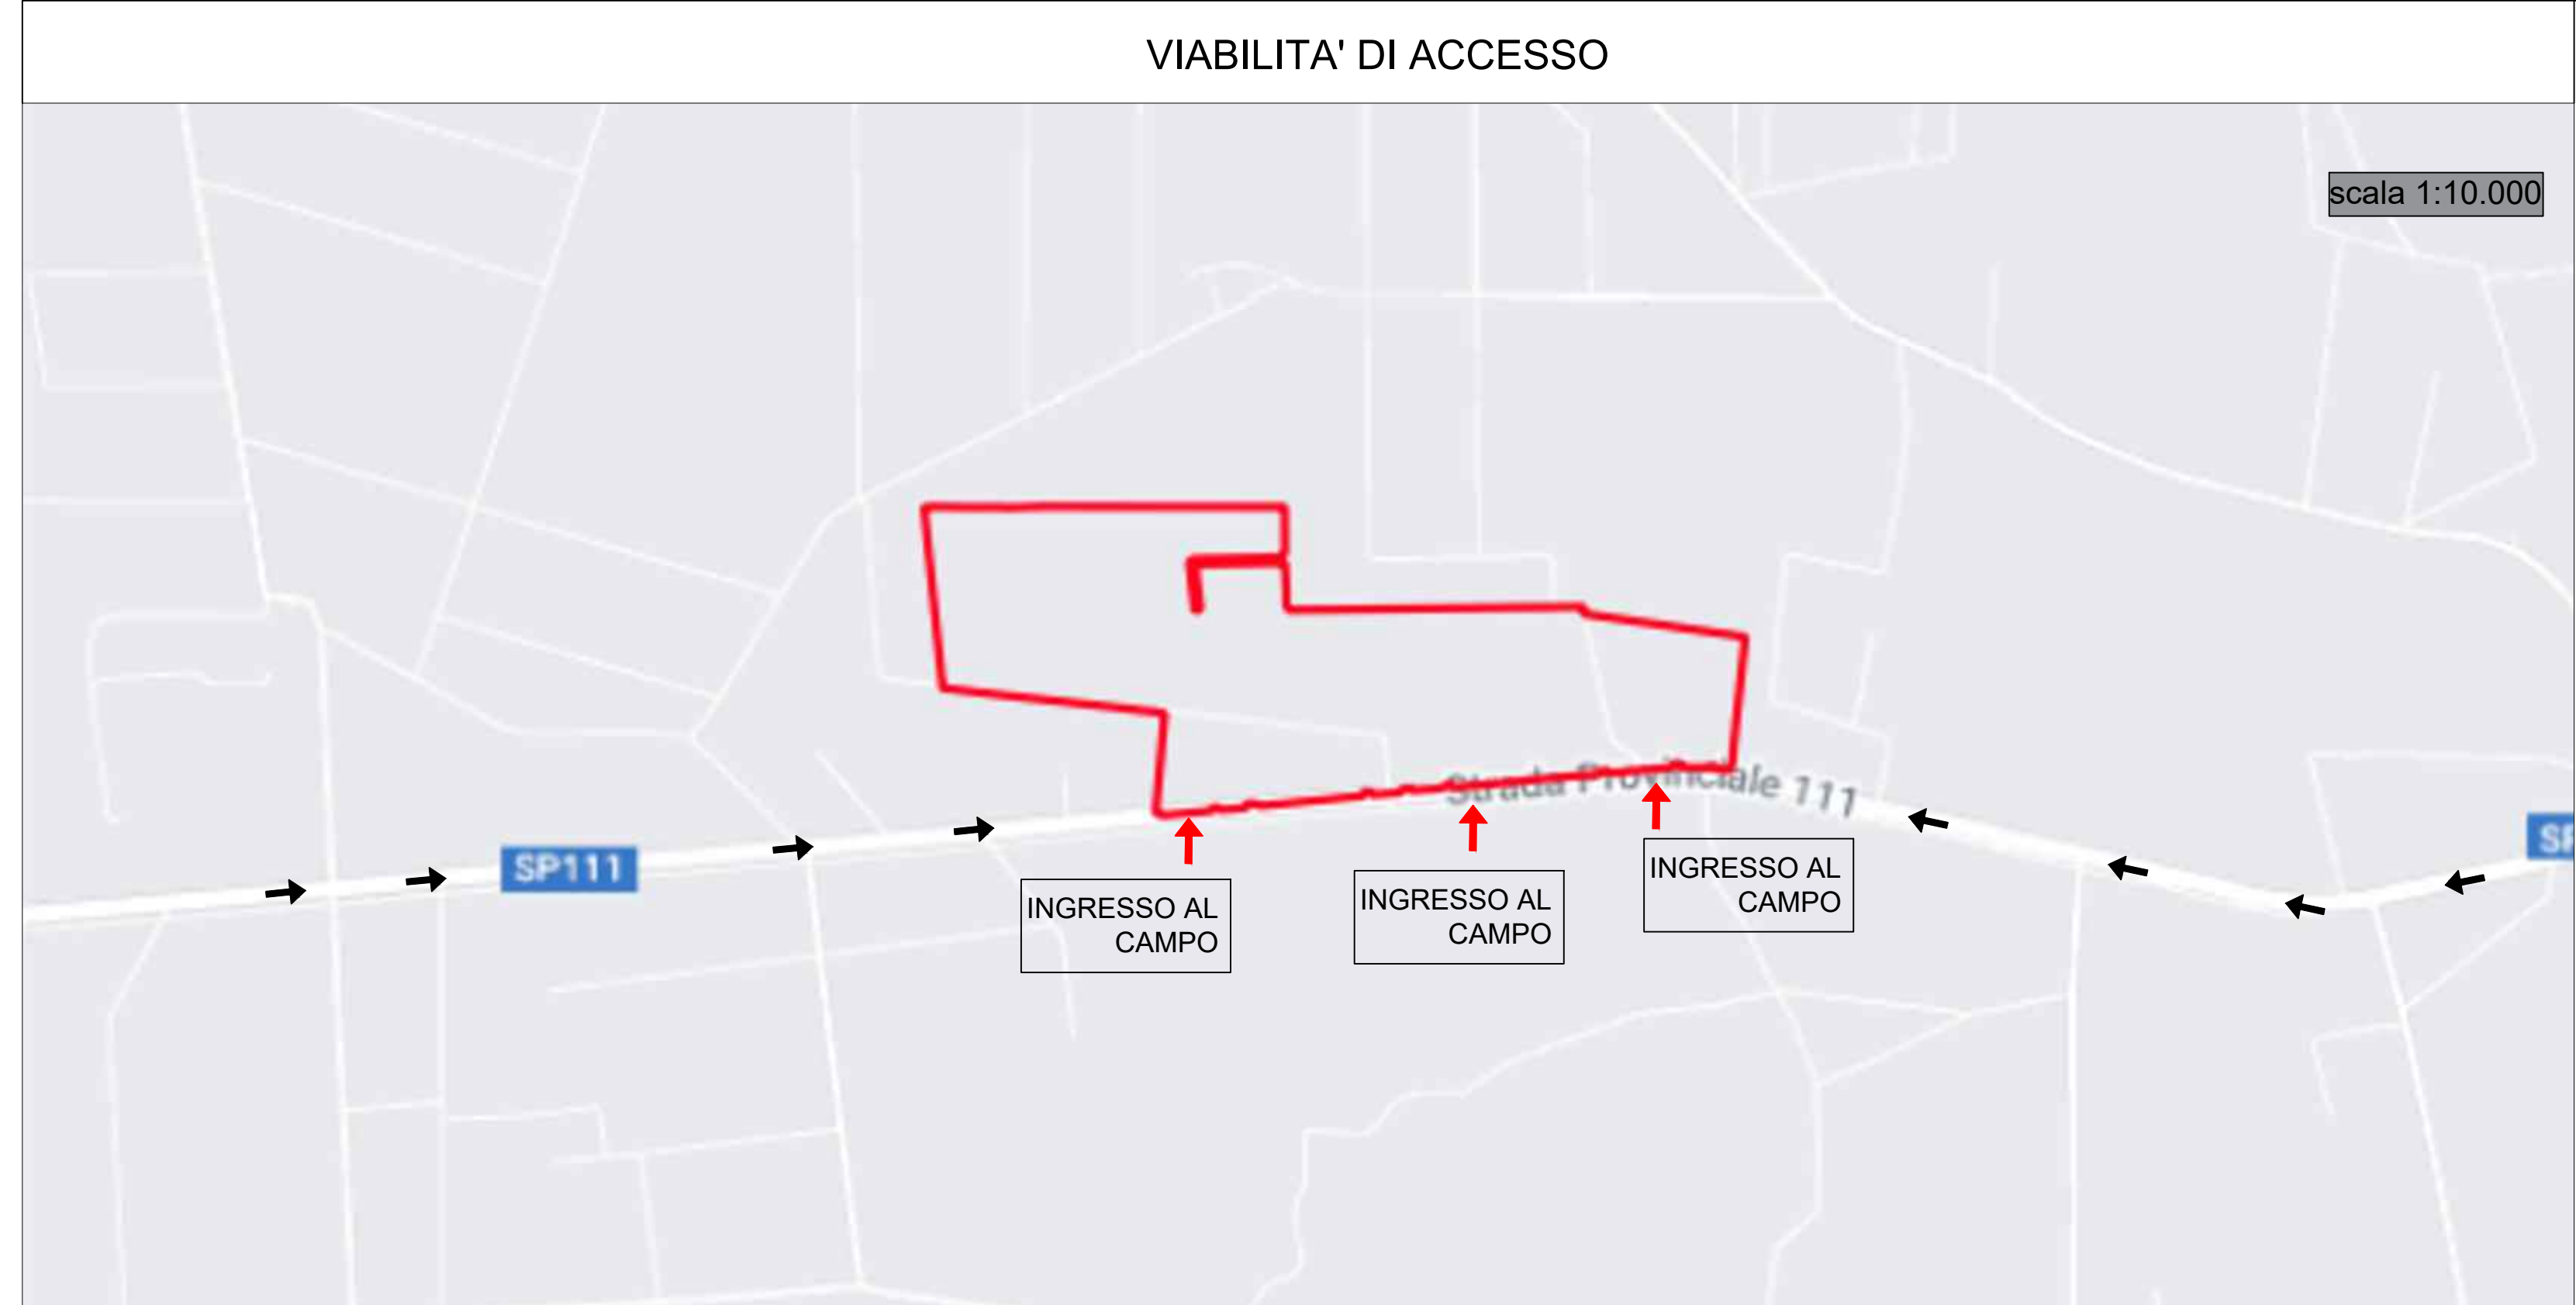 VIABILITA' DI ACCESSO
scala 1:10.000
Strada Provinciale 111
SP111
SP
INGRESSO AL
CAMPO
INGRESSO AL
CAMPO
INGRESSO AL
CAMPO